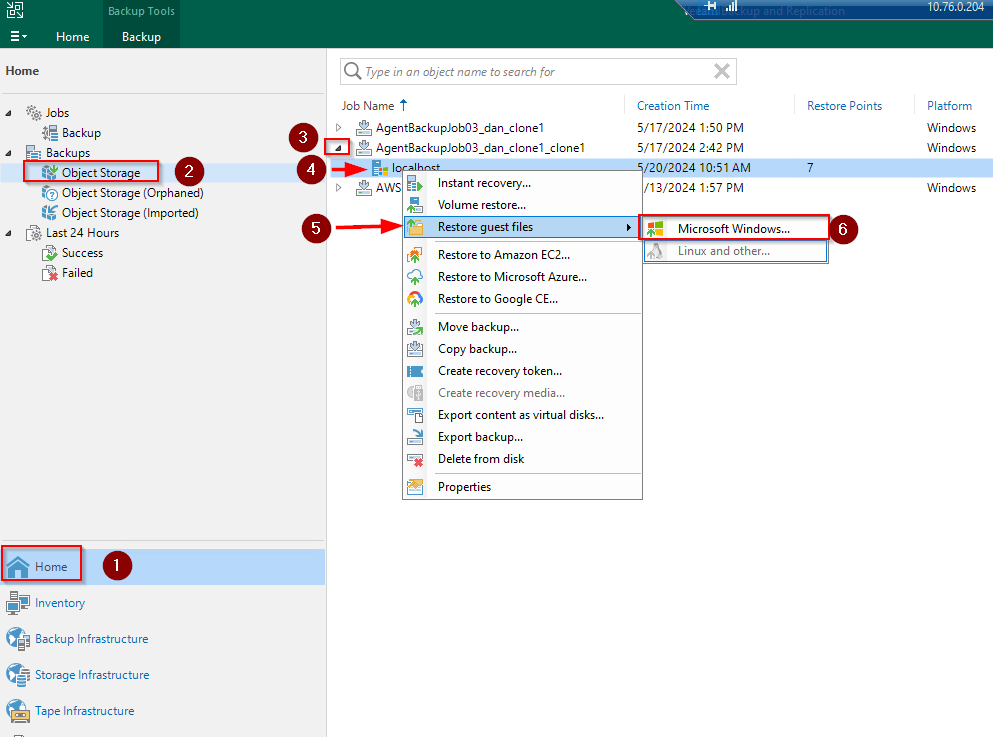 Backup Tools
Veeam Backup and Replication
10.76.0.204
Home
Backup
Home
Type in an object name to search for
Jobs
Backup
Backups
Object Storage
Object Storage (Orphaned)
Object Storage (Imported)
Last 24 Hours
Success
Failed
2
Job Name
Creation Time
Restore Points
Platform
AgentBackupJob03_dan_clone1
5/17/2024 1:50 PM
Windows
3
AgentBackupJob03_dan_clone1_clone1
5/17/2024 2:42 PM
Windows
4
localhost
5/20/2024 10:51 AM
7
AWS
/13/2024 1:57 PM
Windows
Instant recovery...
Volume restore...
5
Restore guest files
Microsoft Windows...
6
Linux and other...
Restore to Amazon EC2...
Restore to Microsoft Azure...
Restore to Google CE...
Move backup...
Copy backup...
Create recovery token...
Create recovery media...
Export content as virtual disks...
Export backup...
Delete from disk
Properties
Home
1
Inventory
Backup Infrastructure
Storage Infrastructure
Tape Infrastructure